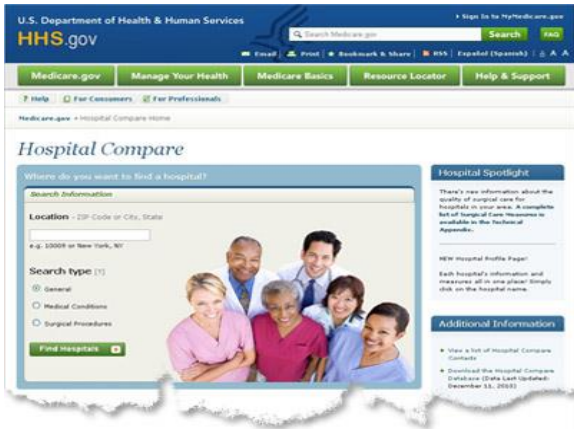 U.S. Department of Health & Human Services
HHS.gov
Sign In to MyMedicare.gov
Search Medicare.gov
Search
FAQ
Email Print Bookmark & Share RSS Español (Spanish) A A A
Medicare.gov
Manage Your Health
Medicare Basics
Resource Locator
Help & Support
? Help For Consumers For Professionals
Medicare.gov » Hospital Compare Home
Hospital Compare
Where do you want to find a hospital?
Search Information
Location - ZIP Code or City, State
e.g. 10009 or New York, NY
Search type [?]
General
Medical Conditions
Surgical Procedures
Find Hospitals
Hospital Spotlight
There's new information about the
quality of surgical care for
hospitals in your area. A complete
list of Surgical Care Measures is
available in the Technical
Appendix.
NEW Hospital Profile Page!
Each hospital's information and
measures all in one place! Simply
click on the hospital name.
Additional Information
View a list of Hospital Compare
Contacts
Download the Hospital Compare
Database (Data Last Updated:
December 11, 2010)